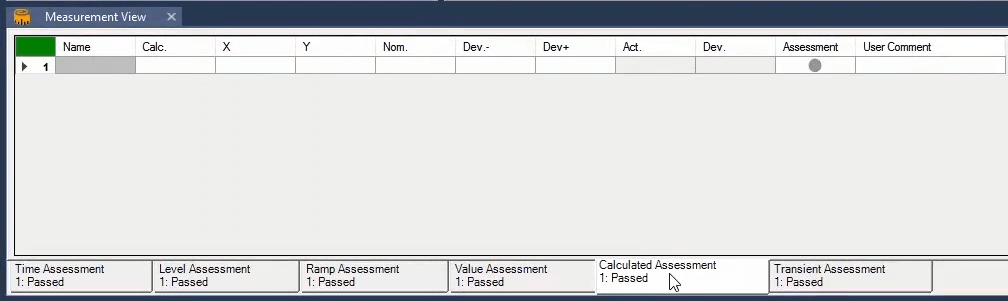 Measurement View
Name Calc. X Y Nom. Dev.- Dev+ Act. Dev. Assessment User Comment
1
Time Assessment Level Assessment Ramp Assessment Value Assessment Calculated Assessment Transient Assessment
1: Passed 1: Passed 1: Passed 1: Passed 1: Passed 1: Passed